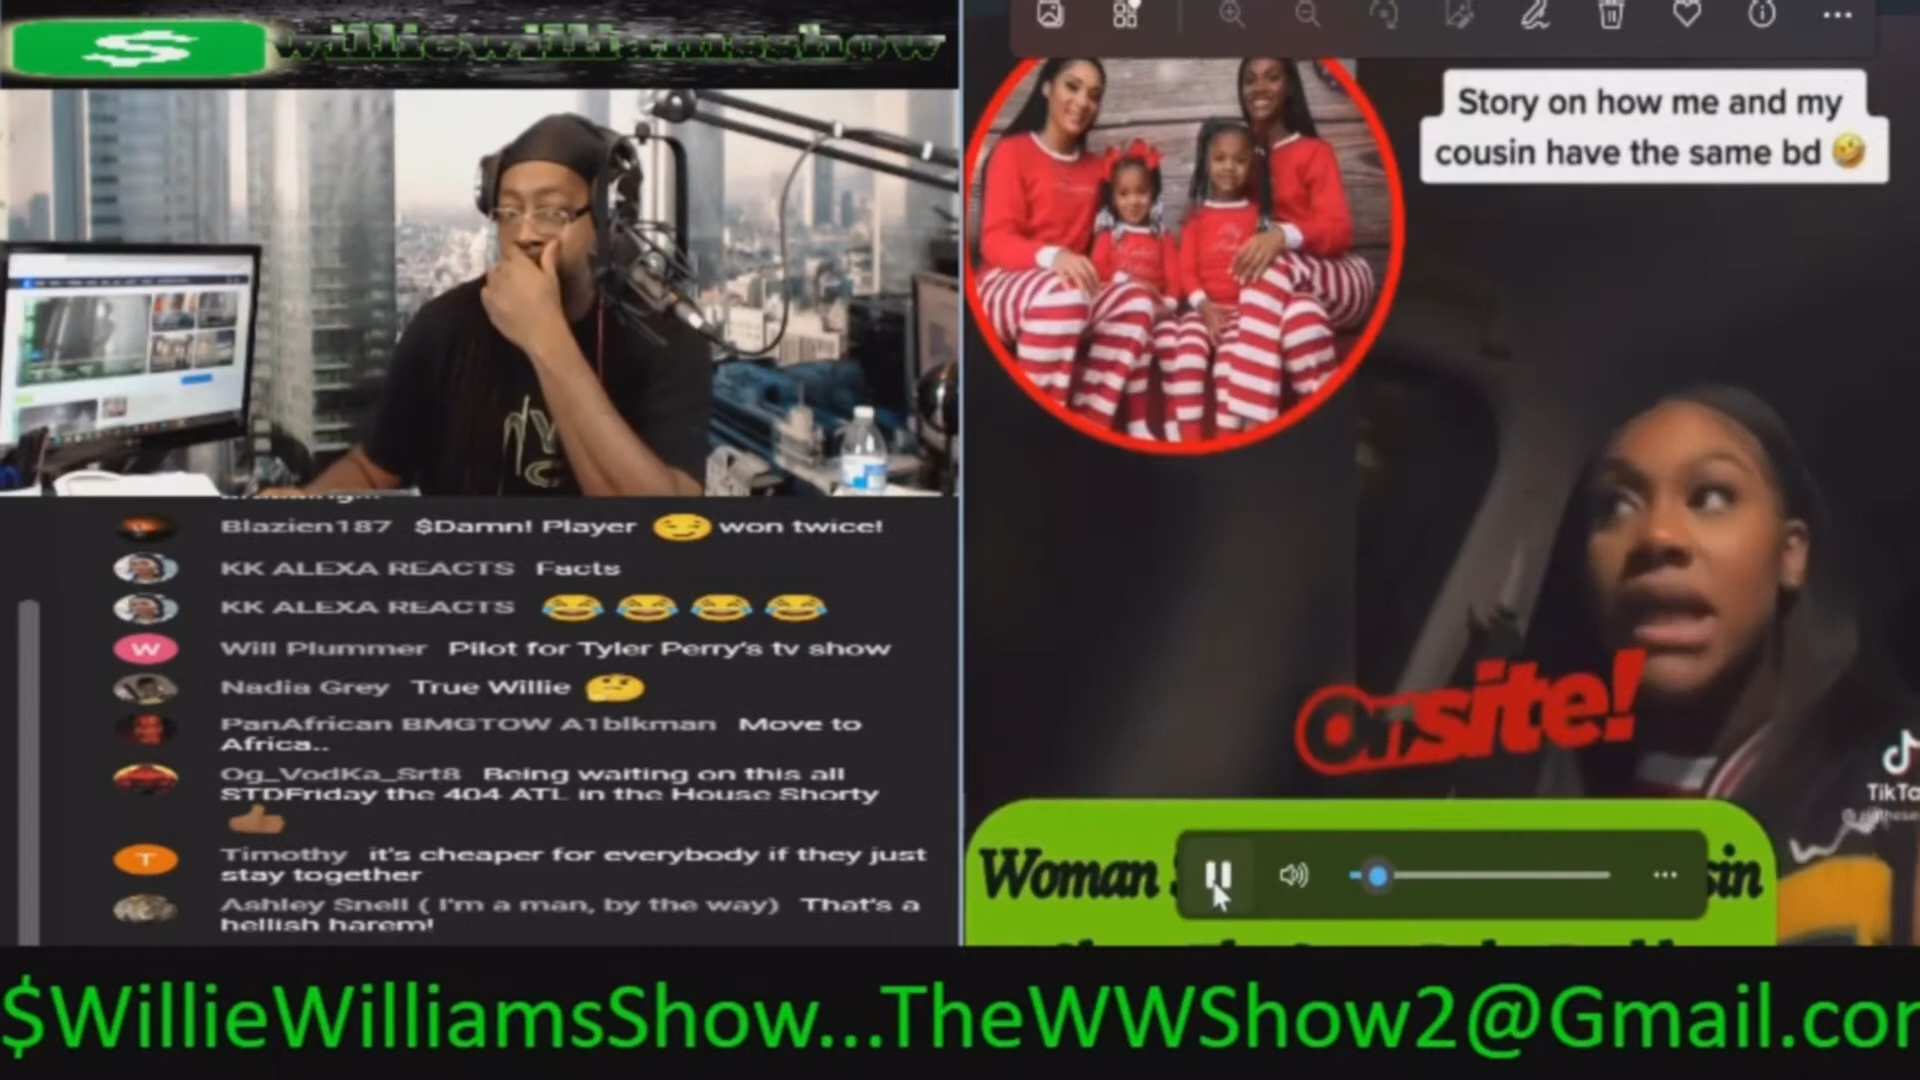 $ williewilliamsshow
Blazien187 $Damn! Player 😏 won twice!
KK ALEXA REACTS Facts
KK ALEXA REACTS 😂 😂 😂 😂
Will Plummer Pilot for Tyler Perry's tv show
Nadia Grey True Willie 🤔
PanAfrican BMGTOW A1blkman Move to
Africa..
Og_VodKa_Srt8 Being waiting on this all
STDFriday the 404 ATL in the House Shorty
👍🏾
Timothy it's cheaper for everybody if they just
stay together
Ashley Snell ( I'm a man, by the way) That's a
hellish harem!
W
T
Story on how me and my
cousin have the same bd 🤣
Onsite!
TikTo
Woman
sin
$WillieWilliamsShow...TheWWShow2@Gmail.co